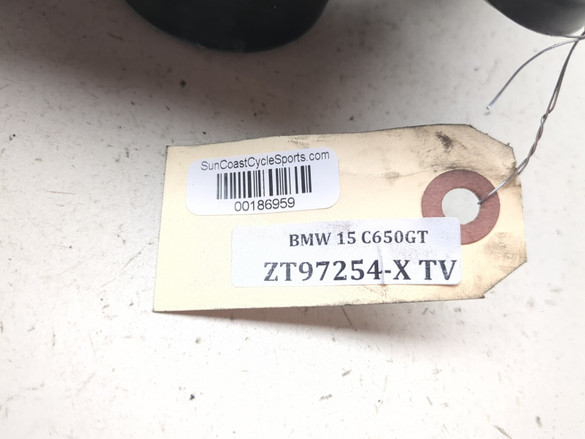 SunCoastCycleSports.com
00186959
BMW 15 C650GT
ZT97254-X TV